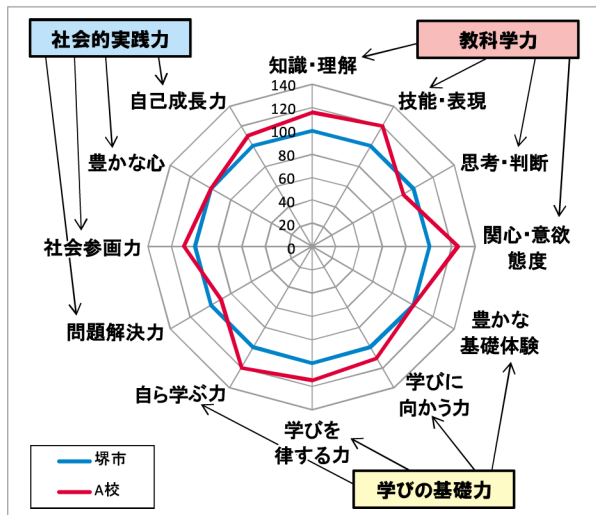 社会的実践力
教科学力
知識・理解
自己成長力
技能・表現
豊かな心
思考・判断
社会参画力
関心・意欲
態度
問題解決力
豊かな
基礎体験
自ら学ぶ力
学びに
向かう力
学びを
律する力
学びの基礎力
140
120
100
80
60
40
20
0
堺市
A校